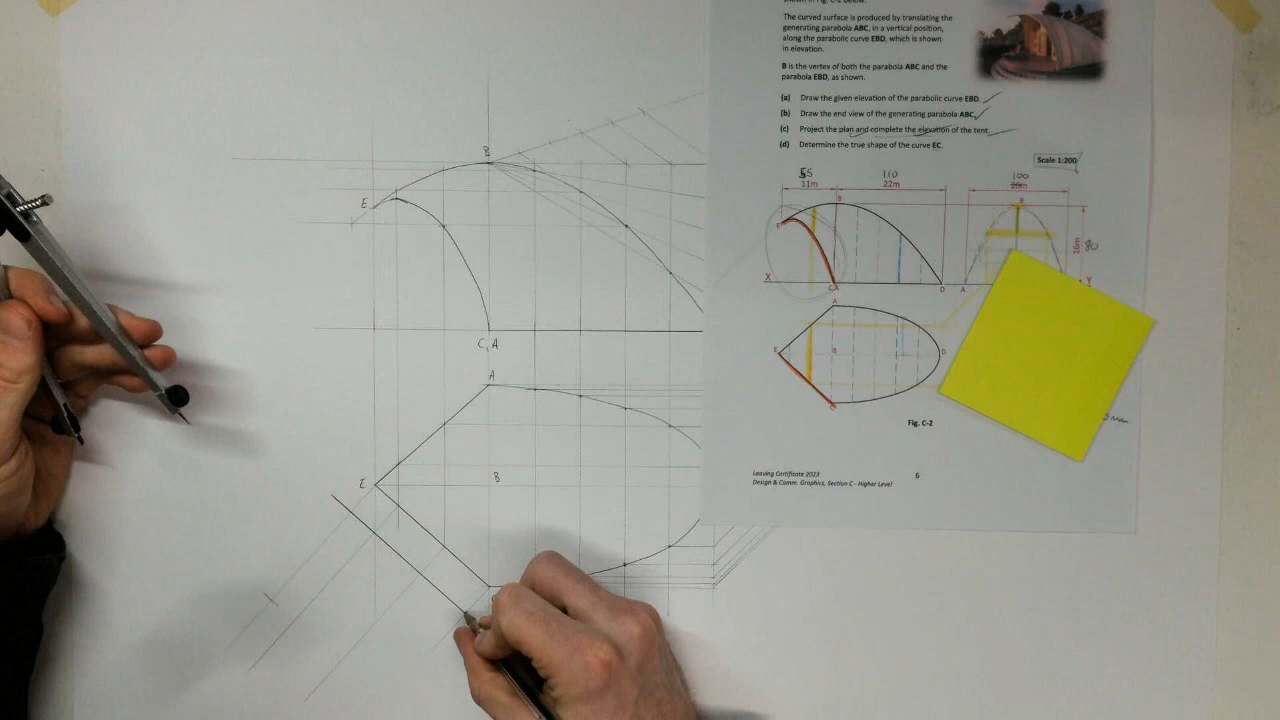 The curved surface is produced by translating the
generating parabola ABC, in a vertical position,
along the parabolic curve EBD, which is shown
in elevation.
B is the vertex of both the parabola ABC and the
parabola EBD, as shown.
(a) Draw the given elevation of the parabolic curve EBD.
(b) Draw the end view of the generating parabola ABC.
(c) Project the plan and complete the elevation of the tent.
(d) Determine the true shape of the curve EC.
Scale 1:200
55 110 100
11m 22m 20m
B B
E
16m 80
X C A D A Y
A
E B D
C
Fig. C-2
Leaving Certificate 2023
Design & Comm. Graphics, Section C - Higher Level
6
E
C, A
A
E B